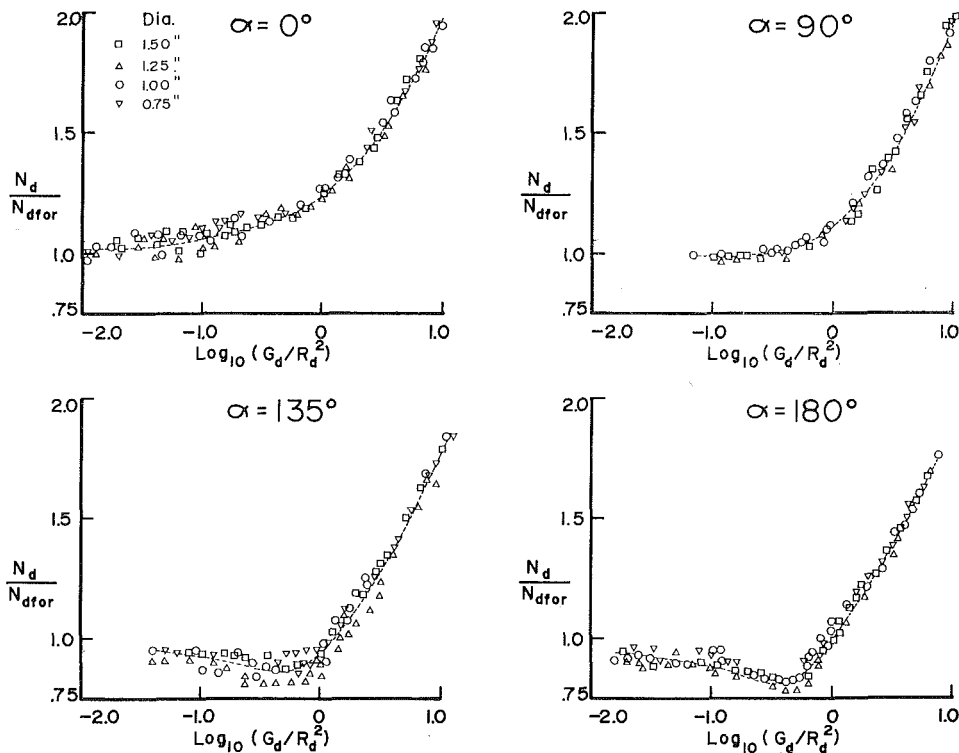 α = 0°
Dia.
□ 1.50"
△ 1.25"
○ 1.00"
▽ 0.75"
2.0
1.5
1.0
.75
N_d
N_dfor
-2.0 -1.0 0 1.0
Log_10 (G_d/R_d^2)
α = 90°
2.0
1.5
1.0
.75
N_d
N_dfor
-2.0 -1.0 0 1.0
Log_10 (G_d/R_d^2)
α = 135°
2.0
1.5
1.0
.75
N_d
N_dfor
-2.0 -1.0 0 1.0
Log_10 (G_d/R_d^2)
α = 180°
2.0
1.5
1.0
.75
N_d
N_dfor
-2.0 -1.0 0 1.0
Log_10 (G_d/R_d^2)